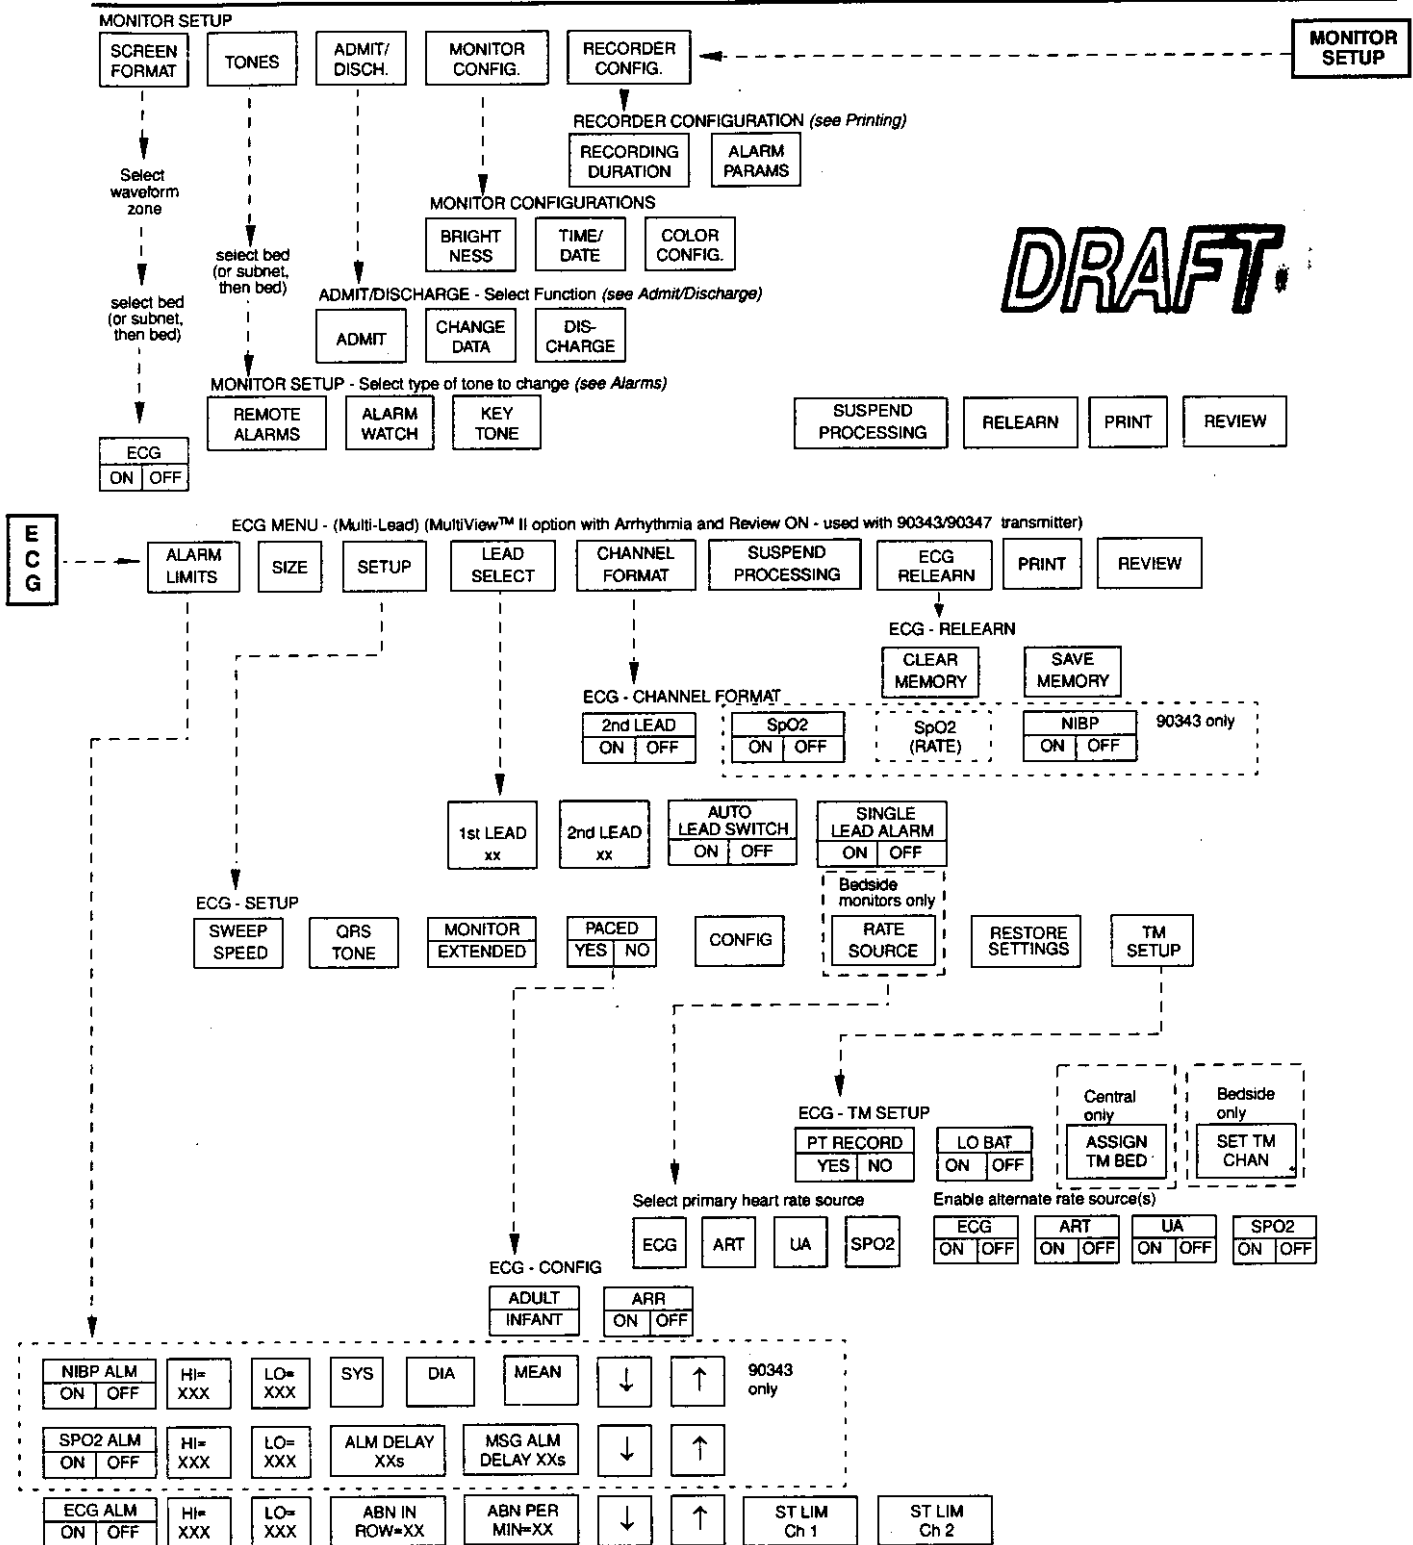 MONITOR SETUP
SCREEN FORMAT
TONES
ADMIT/ DISCH.
MONITOR CONFIG.
RECORDER CONFIG.
MONITOR SETUP
RECORDER CONFIGURATION (see Printing)
RECORDING DURATION
ALARM PARAMS
Select
waveform
zone
MONITOR CONFIGURATIONS
BRIGHT NESS
TIME/ DATE
COLOR CONFIG.
DRAFT
select bed
(or subnet,
then bed)
ADMIT/DISCHARGE - Select Function (see Admit/Discharge)
select bed
(or subnet,
then bed)
ADMIT
CHANGE DATA
DIS- CHARGE
MONITOR SETUP - Select type of tone to change (see Alarms)
REMOTE ALARMS
ALARM WATCH
KEY TONE
SUSPEND PROCESSING
RELEARN
PRINT
REVIEW
ECG
ON OFF
ECG
ECG MENU - (Multi-Lead) (MultiView™ II option with Arrhythmia and Review ON - used with 90343/90347 transmitter)
ALARM LIMITS
SIZE
SETUP
LEAD SELECT
CHANNEL FORMAT
SUSPEND PROCESSING
ECG RELEARN
PRINT
REVIEW
ECG - RELEARN
CLEAR MEMORY
SAVE MEMORY
ECG - CHANNEL FORMAT
2nd LEAD
ON OFF
SpO2
ON OFF
SpO2 (RATE)
NIBP
ON OFF
90343 only
1st LEAD xx
2nd LEAD xx
AUTO LEAD SWITCH
ON OFF
SINGLE LEAD ALARM
ON OFF
Bedside
monitors only
ECG - SETUP
SWEEP SPEED
QRS TONE
MONITOR
EXTENDED
PACED
YES NO
CONFIG
RATE SOURCE
RESTORE SETTINGS
TM SETUP
ECG - TM SETUP
PT RECORD
YES NO
LO BAT
ON OFF
Central
only
ASSIGN TM BED
Bedside
only
SET TM CHAN
Select primary heart rate source
ECG
ART
UA
SPO2
Enable alternate rate source(s)
ECG
ON OFF
ART
ON OFF
UA
ON OFF
SPO2
ON OFF
ECG - CONFIG
ADULT
INFANT
ARR
ON OFF
NIBP ALM
ON OFF
HI= XXX
LO= XXX
SYS
DIA
MEAN
↓
↑
90343
only
SPO2 ALM
ON OFF
HI= XXX
LO= XXX
ALM DELAY XXs
MSG ALM DELAY XXs
↓
↑
ECG ALM
ON OFF
HI= XXX
LO= XXX
ABN IN ROW=XX
ABN PER MIN=XX
↓
↑
ST LIM Ch 1
ST LIM Ch 2